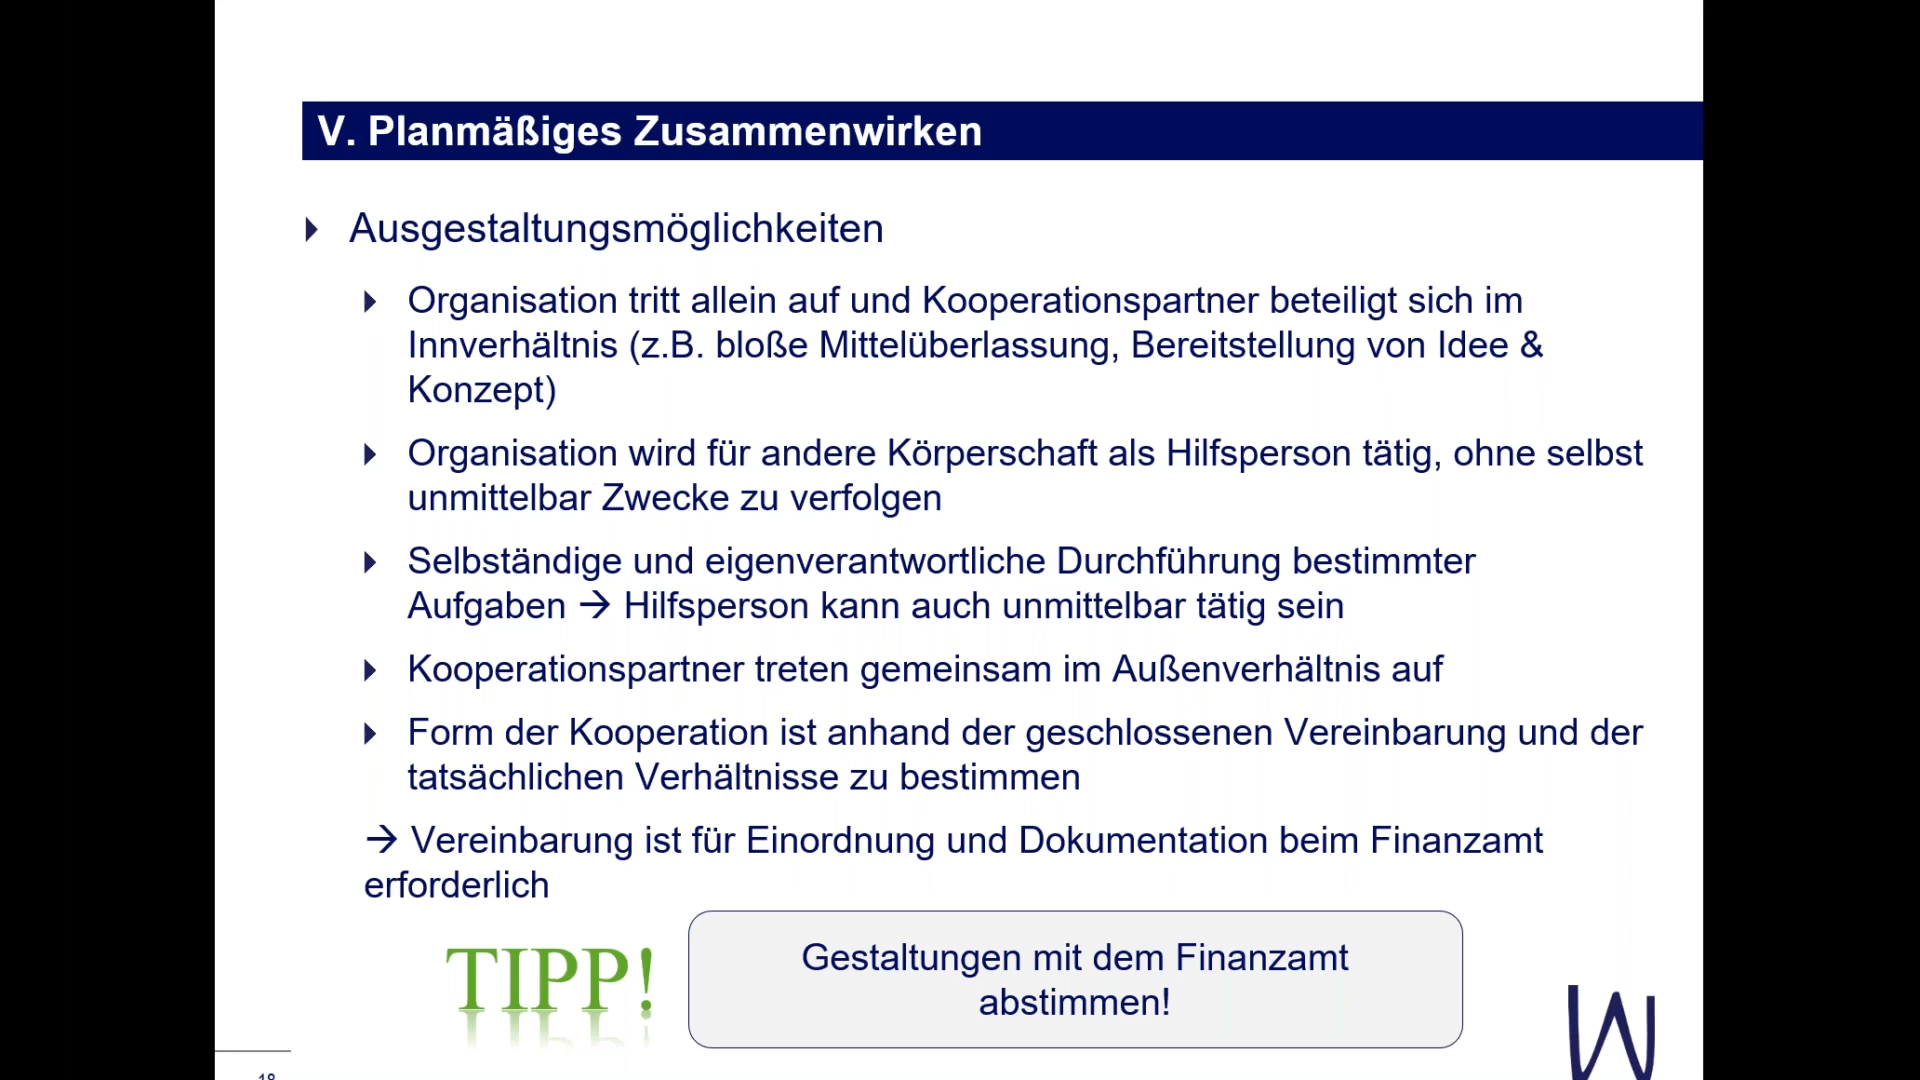 V. Planmäßiges Zusammenwirken
Ausgestaltungsmöglichkeiten
Organisation tritt allein auf und Kooperationspartner beteiligt sich im
Innverhältnis (z.B. bloße Mittelüberlassung, Bereitstellung von Idee &
Konzept)
Organisation wird für andere Körperschaft als Hilfsperson tätig, ohne selbst
unmittelbar Zwecke zu verfolgen
Selbständige und eigenverantwortliche Durchführung bestimmter
Aufgaben → Hilfsperson kann auch unmittelbar tätig sein
Kooperationspartner treten gemeinsam im Außenverhältnis auf
Form der Kooperation ist anhand der geschlossenen Vereinbarung und der
tatsächlichen Verhältnisse zu bestimmen
→ Vereinbarung ist für Einordnung und Dokumentation beim Finanzamt
erforderlich
TIPP!
Gestaltungen mit dem Finanzamt
abstimmen!
W